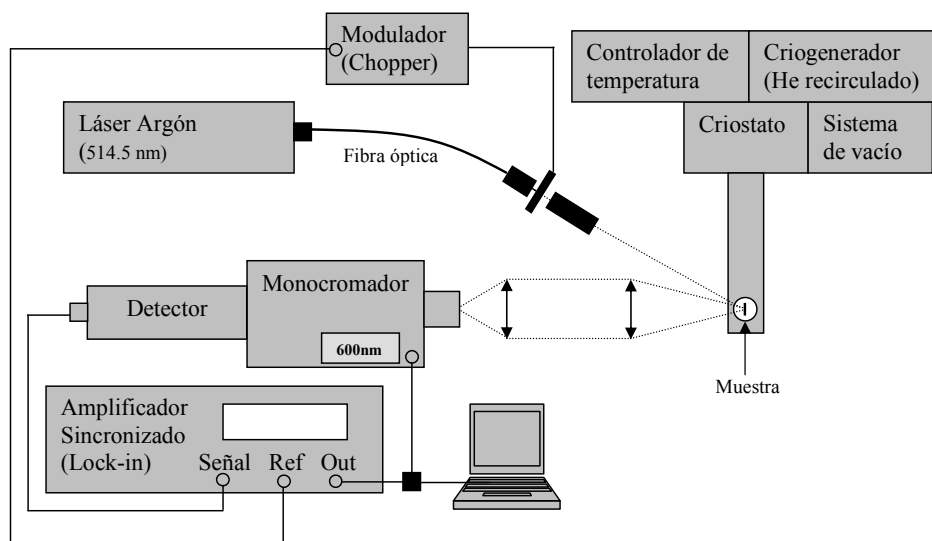 Modulador
(Chopper)
Controlador de
temperatura
Criogenerador
(He recirculado)
Láser Argón
(514.5 nm)
Fibra óptica
Criostato
Sistema
de vacío
Detector
Monocromador
600nm
Muestra
Amplificador
Sincronizado
(Lock-in)
Señal Ref Out